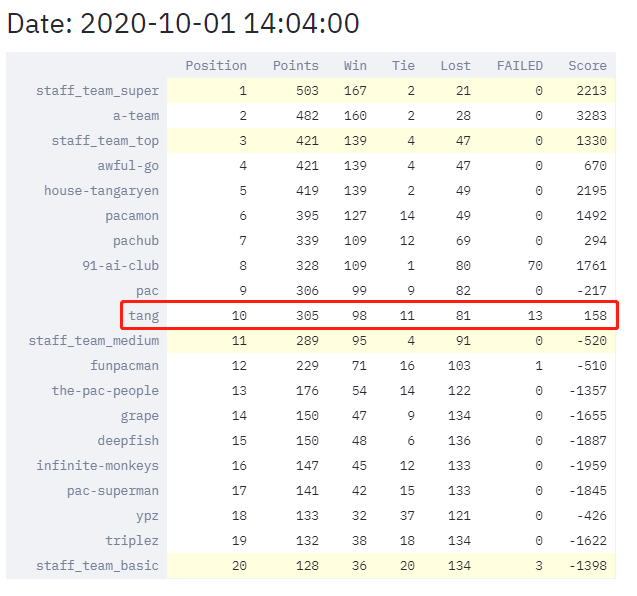 Date: 2020-10-01 14:04:00
Position Points Win Tie Lost FAILED Score
staff_team_super 1 503 167 2 21 0 2213
a-team 2 482 160 2 28 0 3283
staff_team_top 3 421 139 4 47 0 1330
awful-go 4 421 139 4 47 0 670
house-tangaryen 5 419 139 2 49 0 2195
pacamon 6 395 127 14 49 0 1492
pachub 7 339 109 12 69 0 294
91-ai-club 8 328 109 1 80 70 1761
pac 9 306 99 9 82 0 -217
tang 10 305 98 11 81 13 158
staff_team_medium 11 289 95 4 91 0 -520
funpacman 12 229 71 16 103 1 -510
the-pac-people 13 176 54 14 122 0 -1357
grape 14 150 47 9 134 0 -1655
deepfish 15 150 48 6 136 0 -1887
infinite-monkeys 16 147 45 12 133 0 -1959
pac-superman 17 141 42 15 133 0 -1845
ypz 18 133 32 37 121 0 -426
triplez 19 132 38 18 134 0 -1622
staff_team_basic 20 128 36 20 134 3 -1398